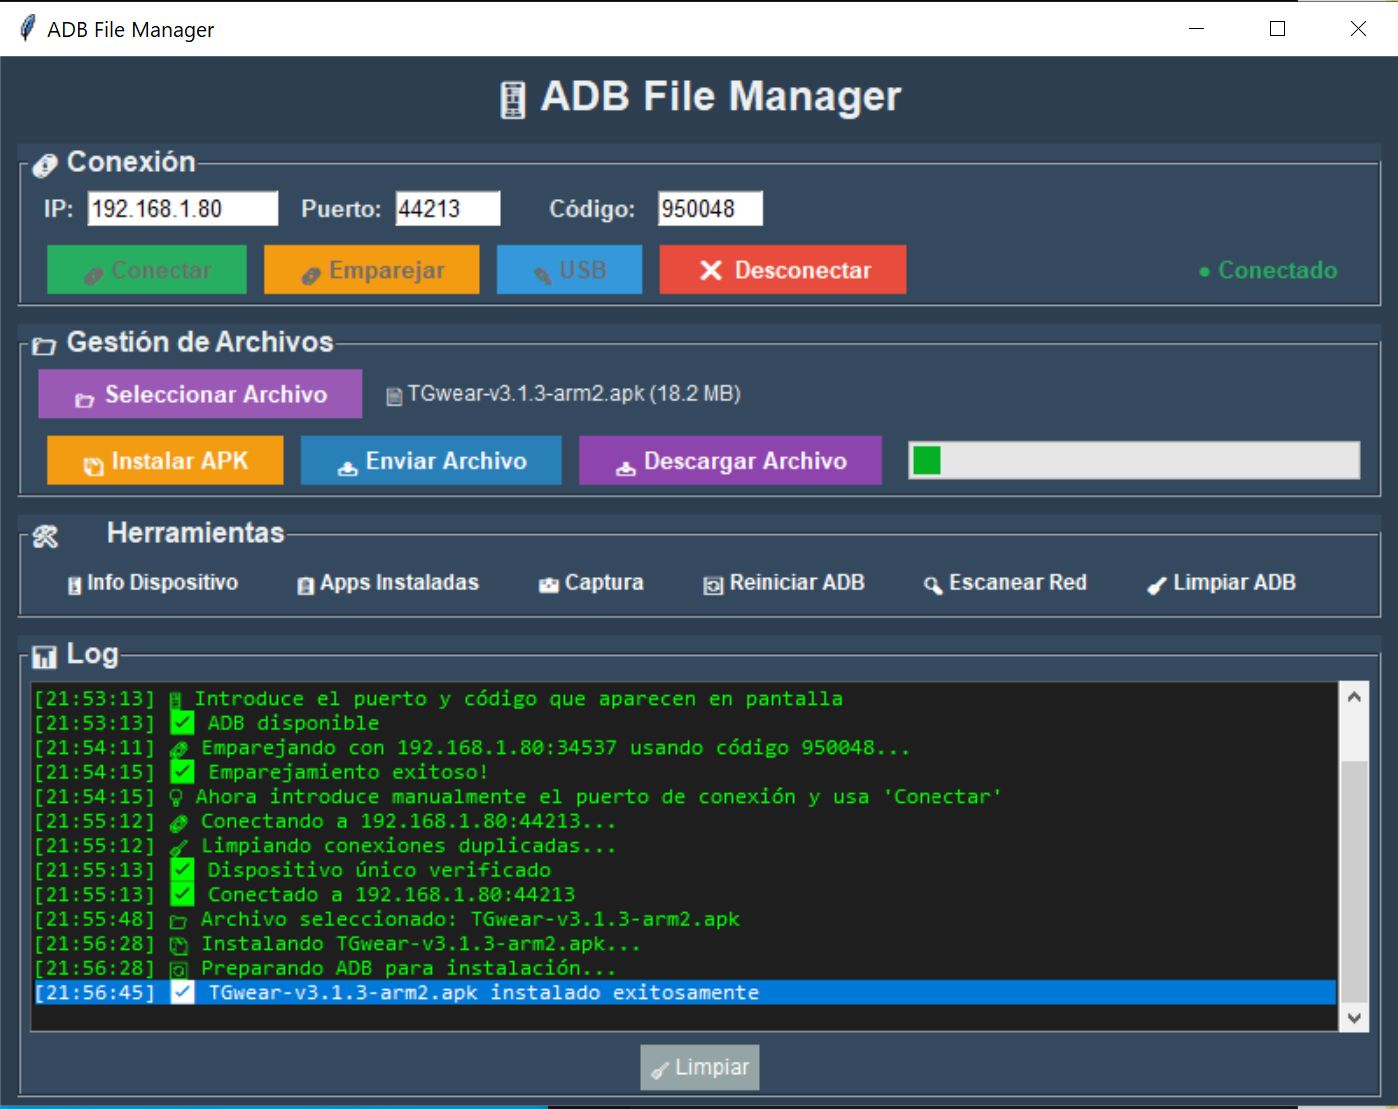 ADB File Manager
ADB File Manager
Conexión
IP: 192.168.1.80 Puerto: 44213 Código: 950048
Conectar Emparejar USB Desconectar ● Conectado
Gestión de Archivos
Seleccionar Archivo TGwear-v3.1.3-arm2.apk (18.2 MB)
Instalar APK Enviar Archivo Descargar Archivo
Herramientas
Info Dispositivo Apps Instaladas Captura Reiniciar ADB Escanear Red Limpiar ADB
Log
[21:53:13] Introduce el puerto y código que aparecen en pantalla
[21:53:13] ADB disponible
[21:54:11] Emparejando con 192.168.1.80:34537 usando código 950048...
[21:54:15] Emparejamiento exitoso!
[21:54:15] Ahora introduce manualmente el puerto de conexión y usa 'Conectar'
[21:55:12] Conectando a 192.168.1.80:44213...
[21:55:12] Limpiando conexiones duplicadas...
[21:55:13] Dispositivo único verificado
[21:55:13] Conectado a 192.168.1.80:44213
[21:55:48] Archivo seleccionado: TGwear-v3.1.3-arm2.apk
[21:56:28] Instalando TGwear-v3.1.3-arm2.apk...
[21:56:28] Preparando ADB para instalación...
[21:56:45] TGwear-v3.1.3-arm2.apk instalado exitosamente
Limpiar